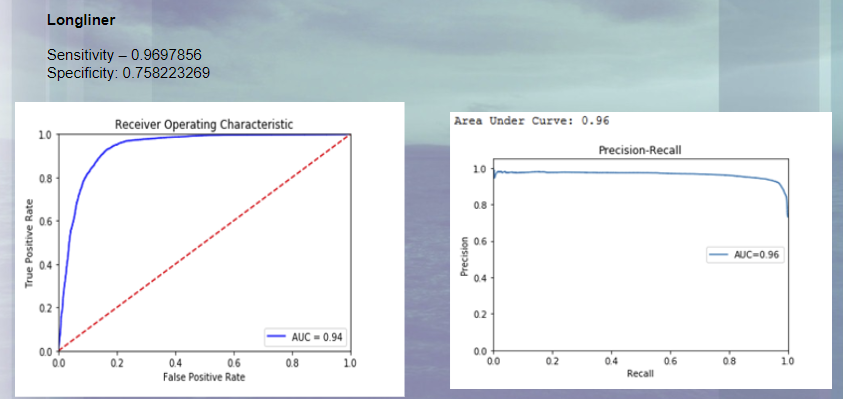 Longliner
Sensitivity – 0.9697856
Specificity: 0.758223269
Receiver Operating Characteristic
1.0
0.8
0.6
0.4
0.2
0.0
True Positive Rate
AUC = 0.94
0.0 0.2 0.4 0.6 0.8 1.0
False Positive Rate
Area Under Curve: 0.96
Precision-Recall
1.0
0.8
0.6
0.4
0.2
0.0
Precision
AUC=0.96
0.0 0.2 0.4 0.6 0.8 1.0
Recall